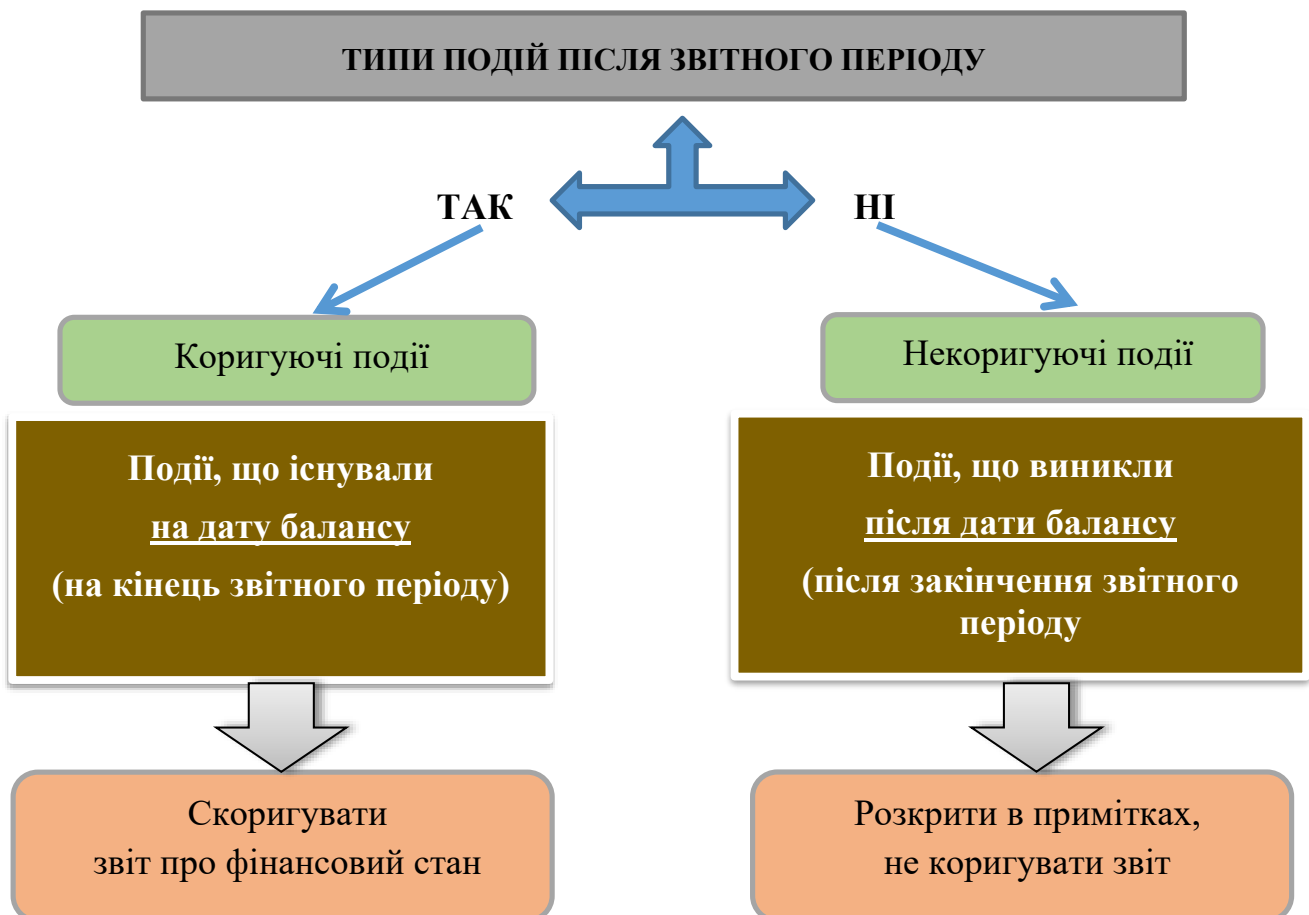 ТИПИ ПОДІЙ ПІСЛЯ ЗВІТНОГО ПЕРІОДУ
ТАК
НІ
Коригуючі події
Некоригуючі події
Події, що існували
на дату балансу
(на кінець звітного періоду)
Події, що виникли
після дати балансу
(після закінчення звітного
періоду
Скоригувати
звіт про фінансовий стан
Розкрити в примітках,
не коригувати звіт